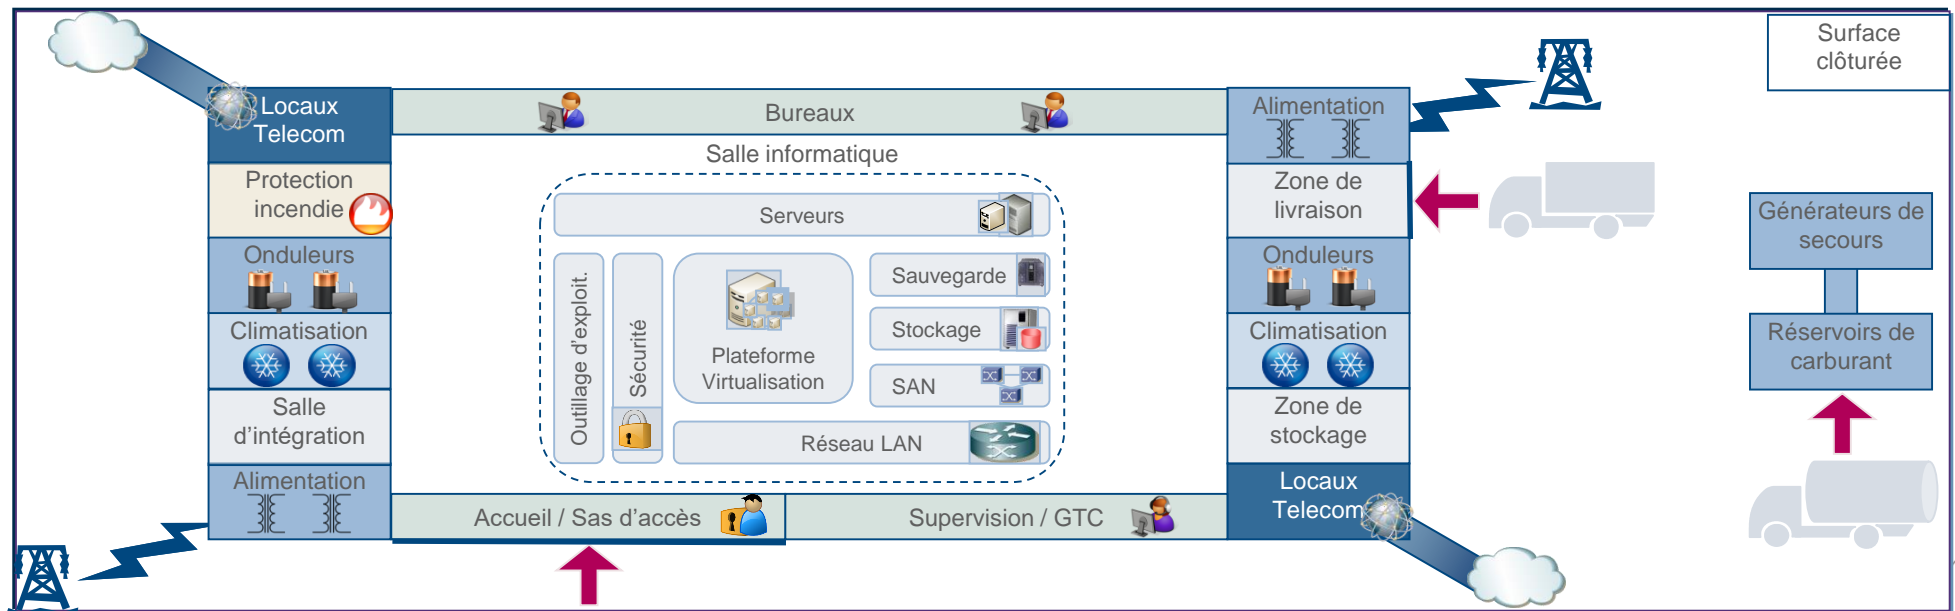 Surface
clôturée
Locaux
Telecom
Bureaux
Alimentation
Salle informatique
Protection
incendie
Zone de
livraison
Serveurs
Générateurs de
secours
Onduleurs
Outillage d'exploit.
Sécurité
Plateforme
Virtualisation
Sauvegarde
Stockage
SAN
Réseau LAN
Onduleurs
Climatisation
Climatisation
Réservoirs de
carburant
Salle
d'intégration
Zone de
stockage
Alimentation
Accueil / Sas d'accès
Supervision / GTC
Locaux
Telecom